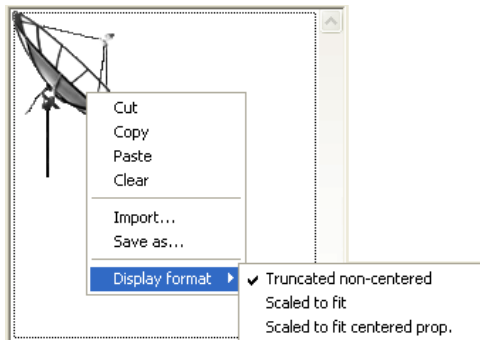 Cut
Copy
Paste
Clear
Import...
Save as...
Display format
Truncated non-centered
Scaled to fit
Scaled to fit centered prop.